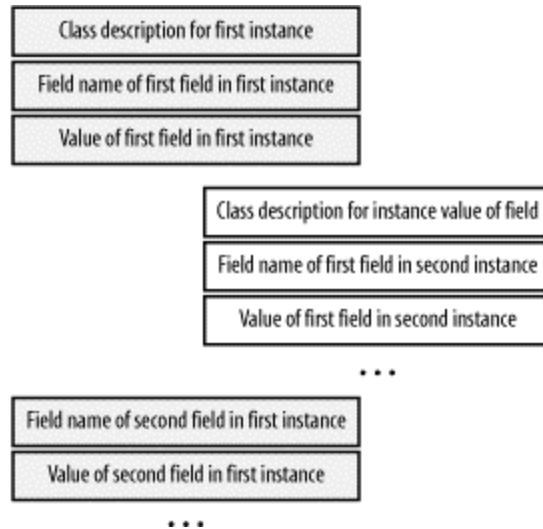 Class description for first instance
Field name of first field in first instance
Value of first field in first instance
Class description for instance value of field
Field name of first field in second instance
Value of first field in second instance
...
Field name of second field in first instance
Value of second field in first instance
...